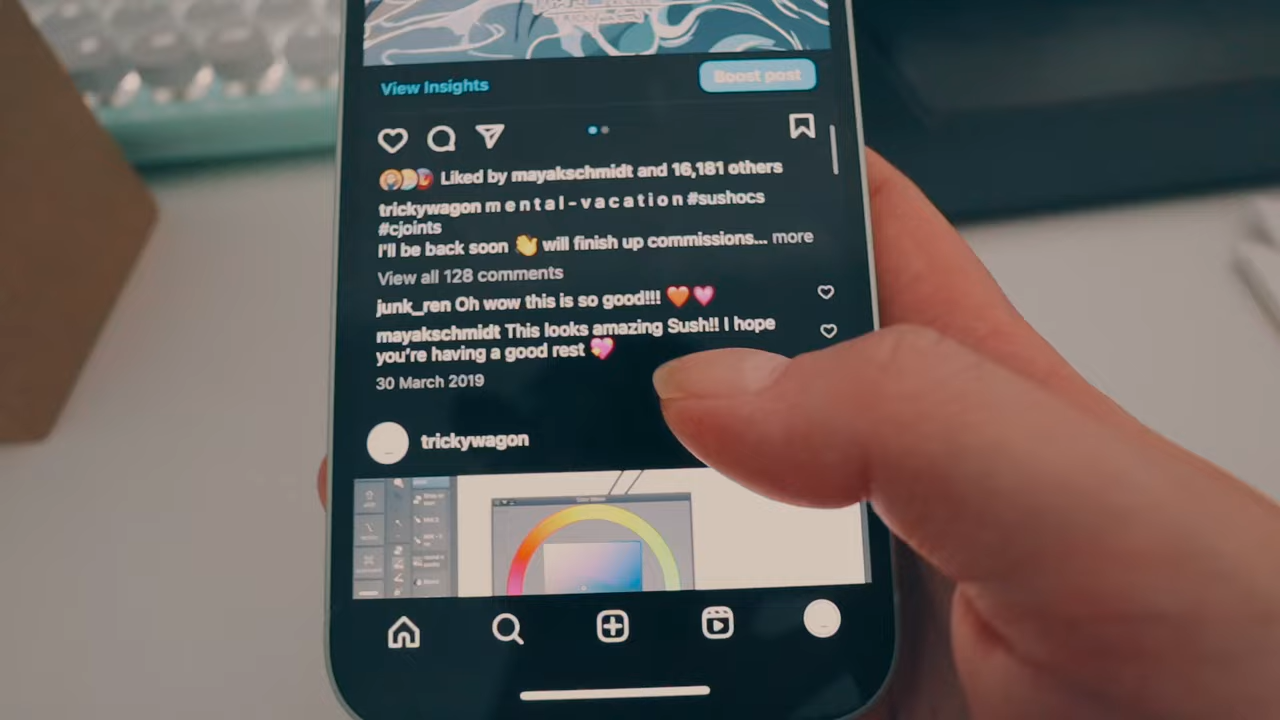 View Insights
Boost post
Liked by mayakschmidt and 16,181 others
trickywagon m e n t a l - v a c a t i o n #sushocs
#cjoints
I'll be back soon 👋 will finish up commissions... more
View all 128 comments
junk_ren Oh wow this is so good!!! 🧡💖
mayakschmidt This looks amazing Sush!! I hope
you're having a good rest 💖
30 March 2019
trickywagon